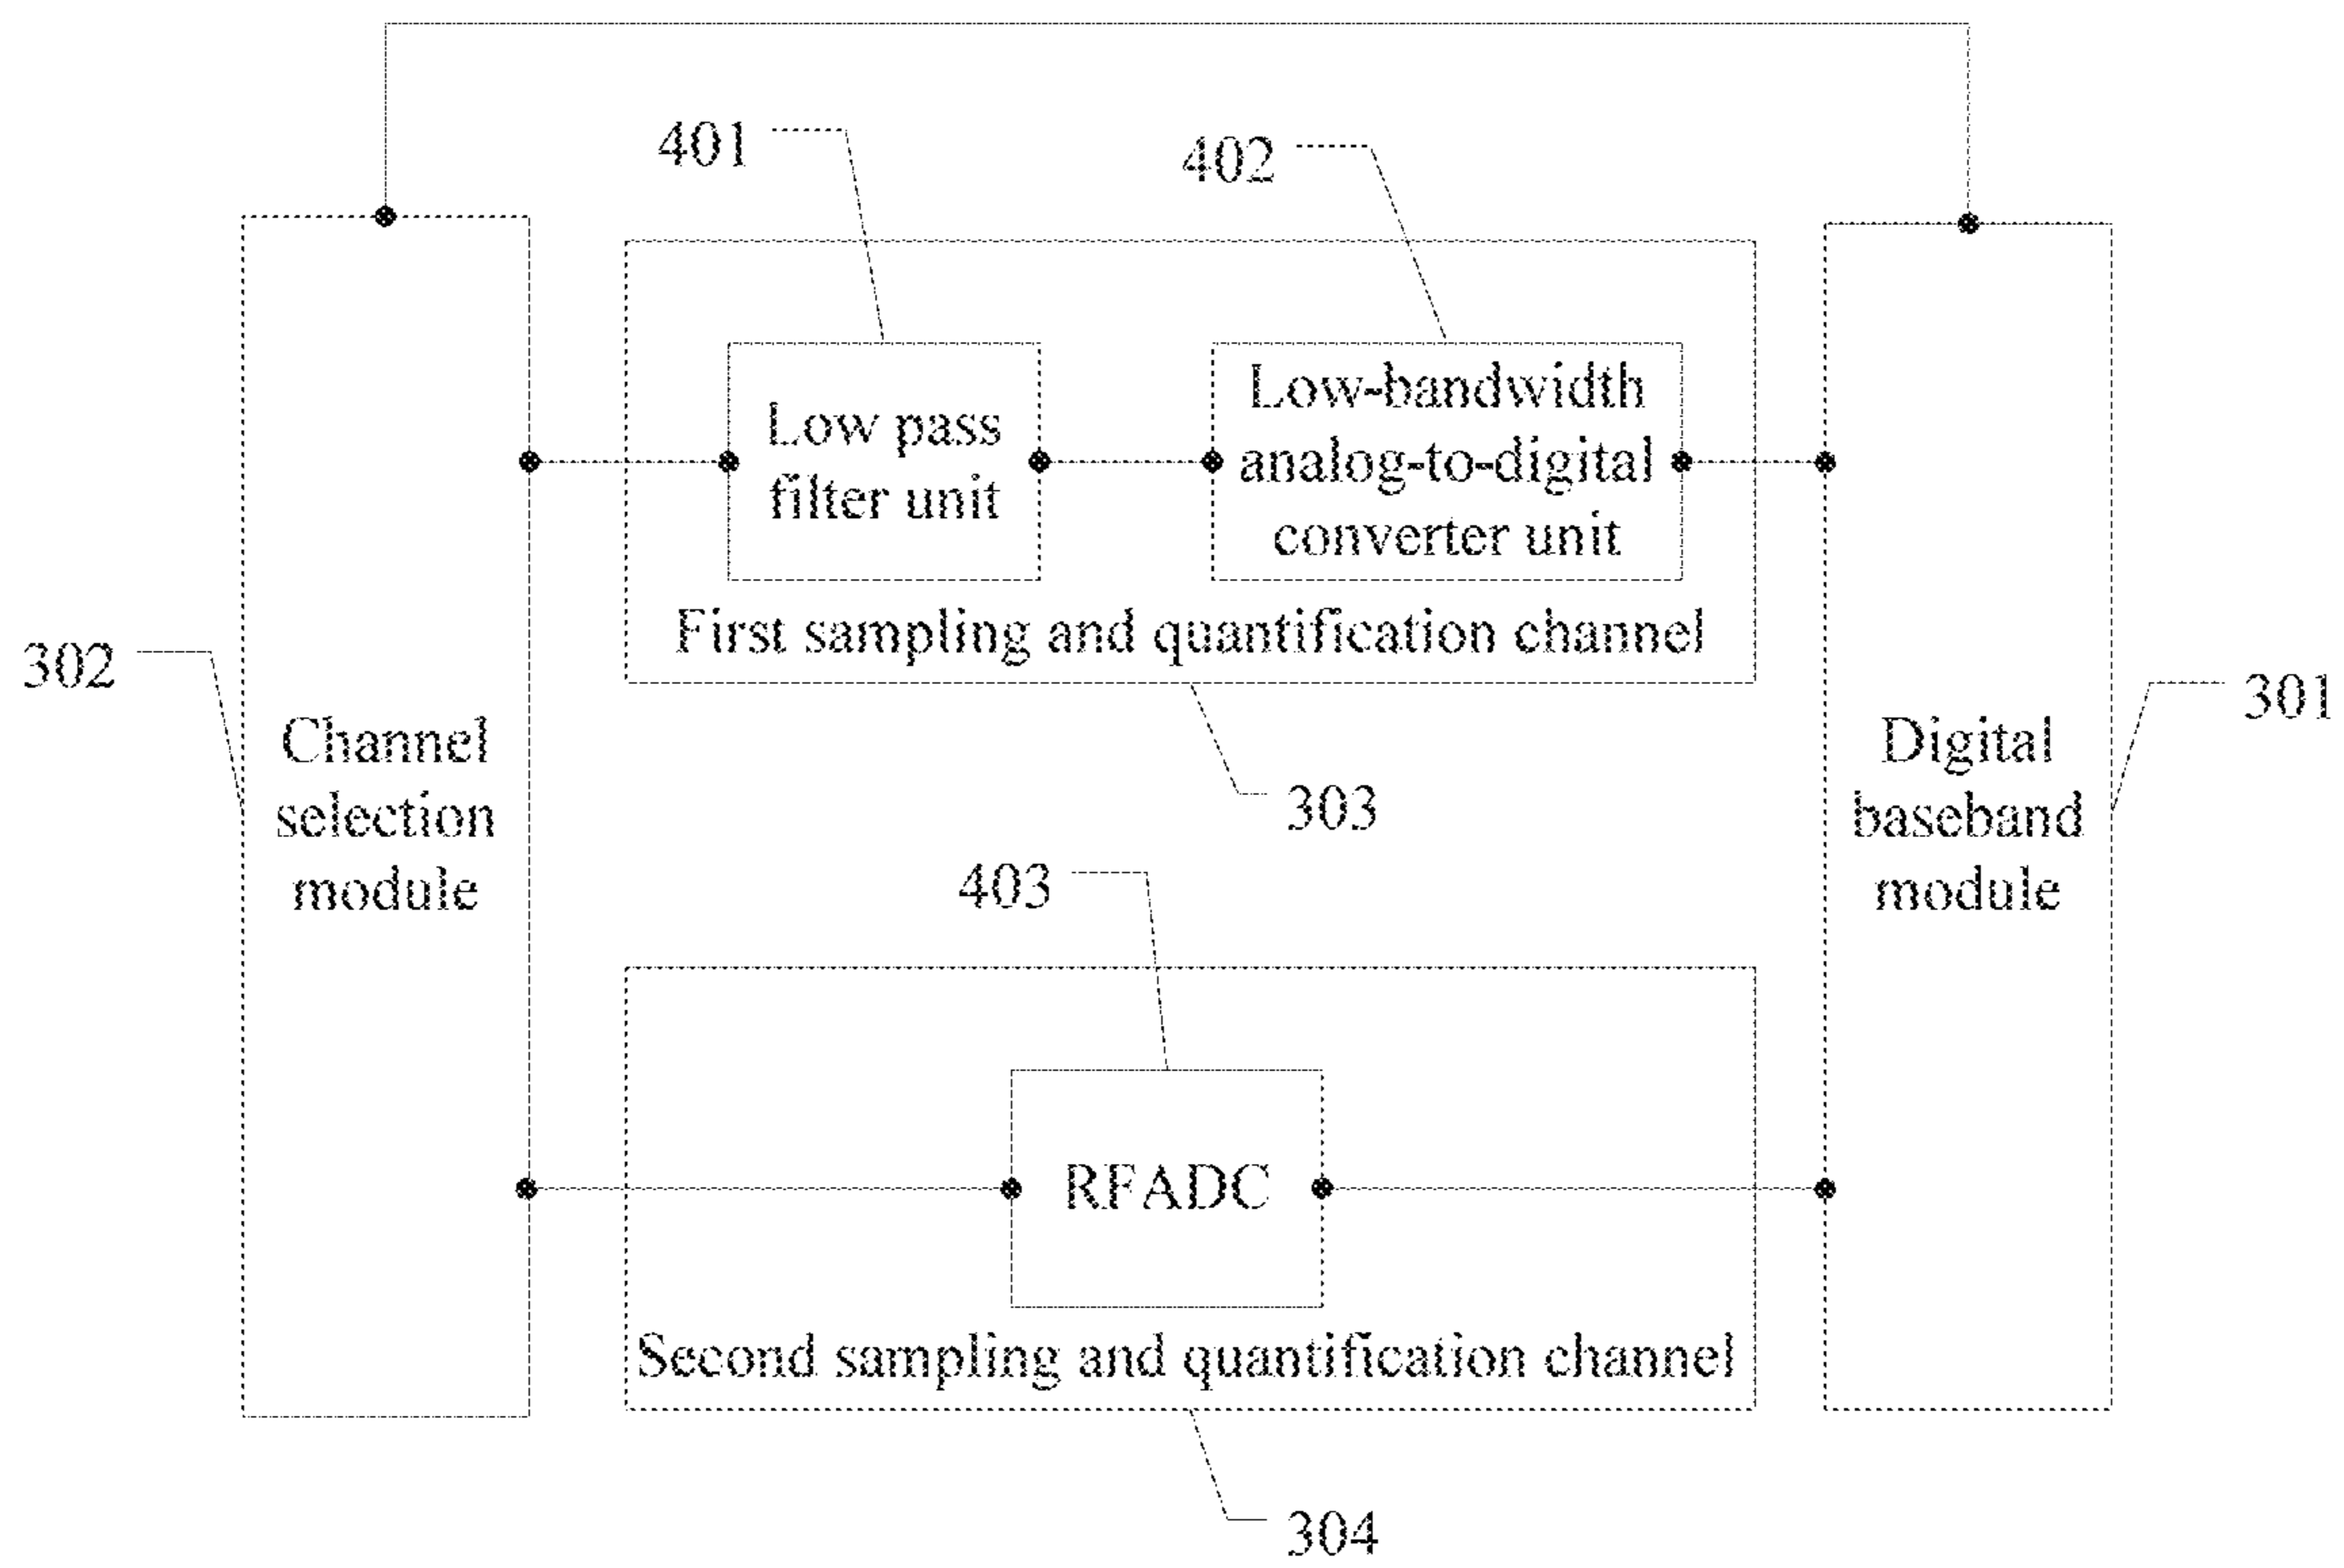 401
402
Low pass
filter unit
Low-bandwidth
analog-to-digital
converter unit
First sampling and quantification channel
302
301
Channel
selection
module
Digital
baseband
module
303
403
RFADC
Second sampling and quantification channel
304